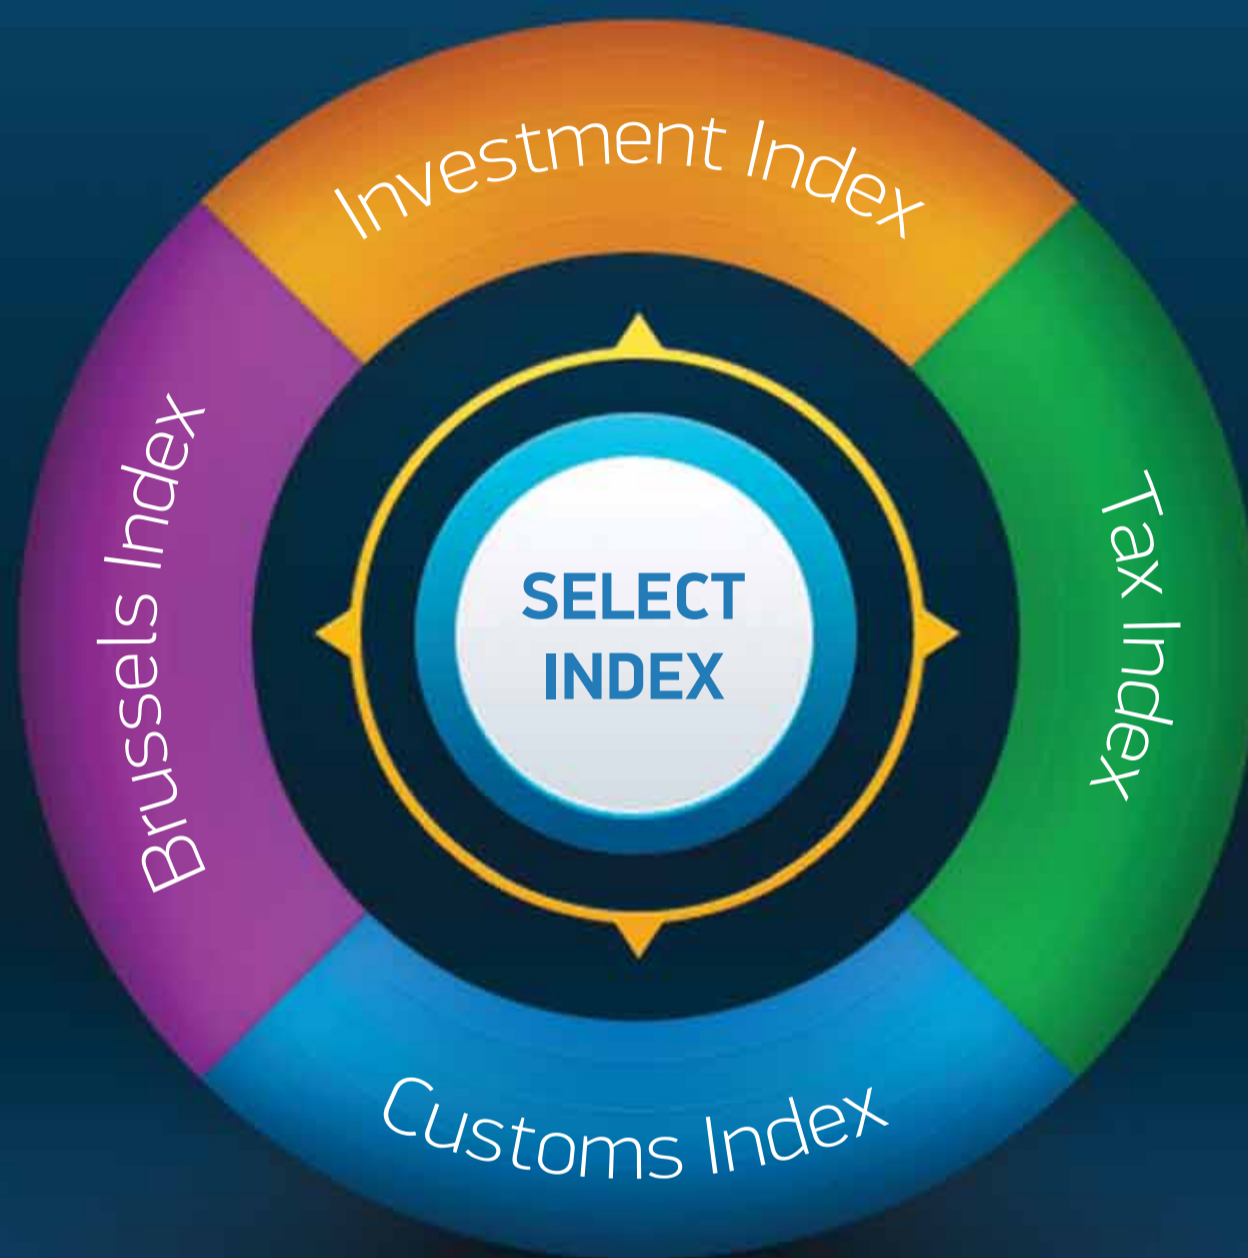 Investment Index
Brussels Index
SELECT
INDEX
Tax Index
Customs Index